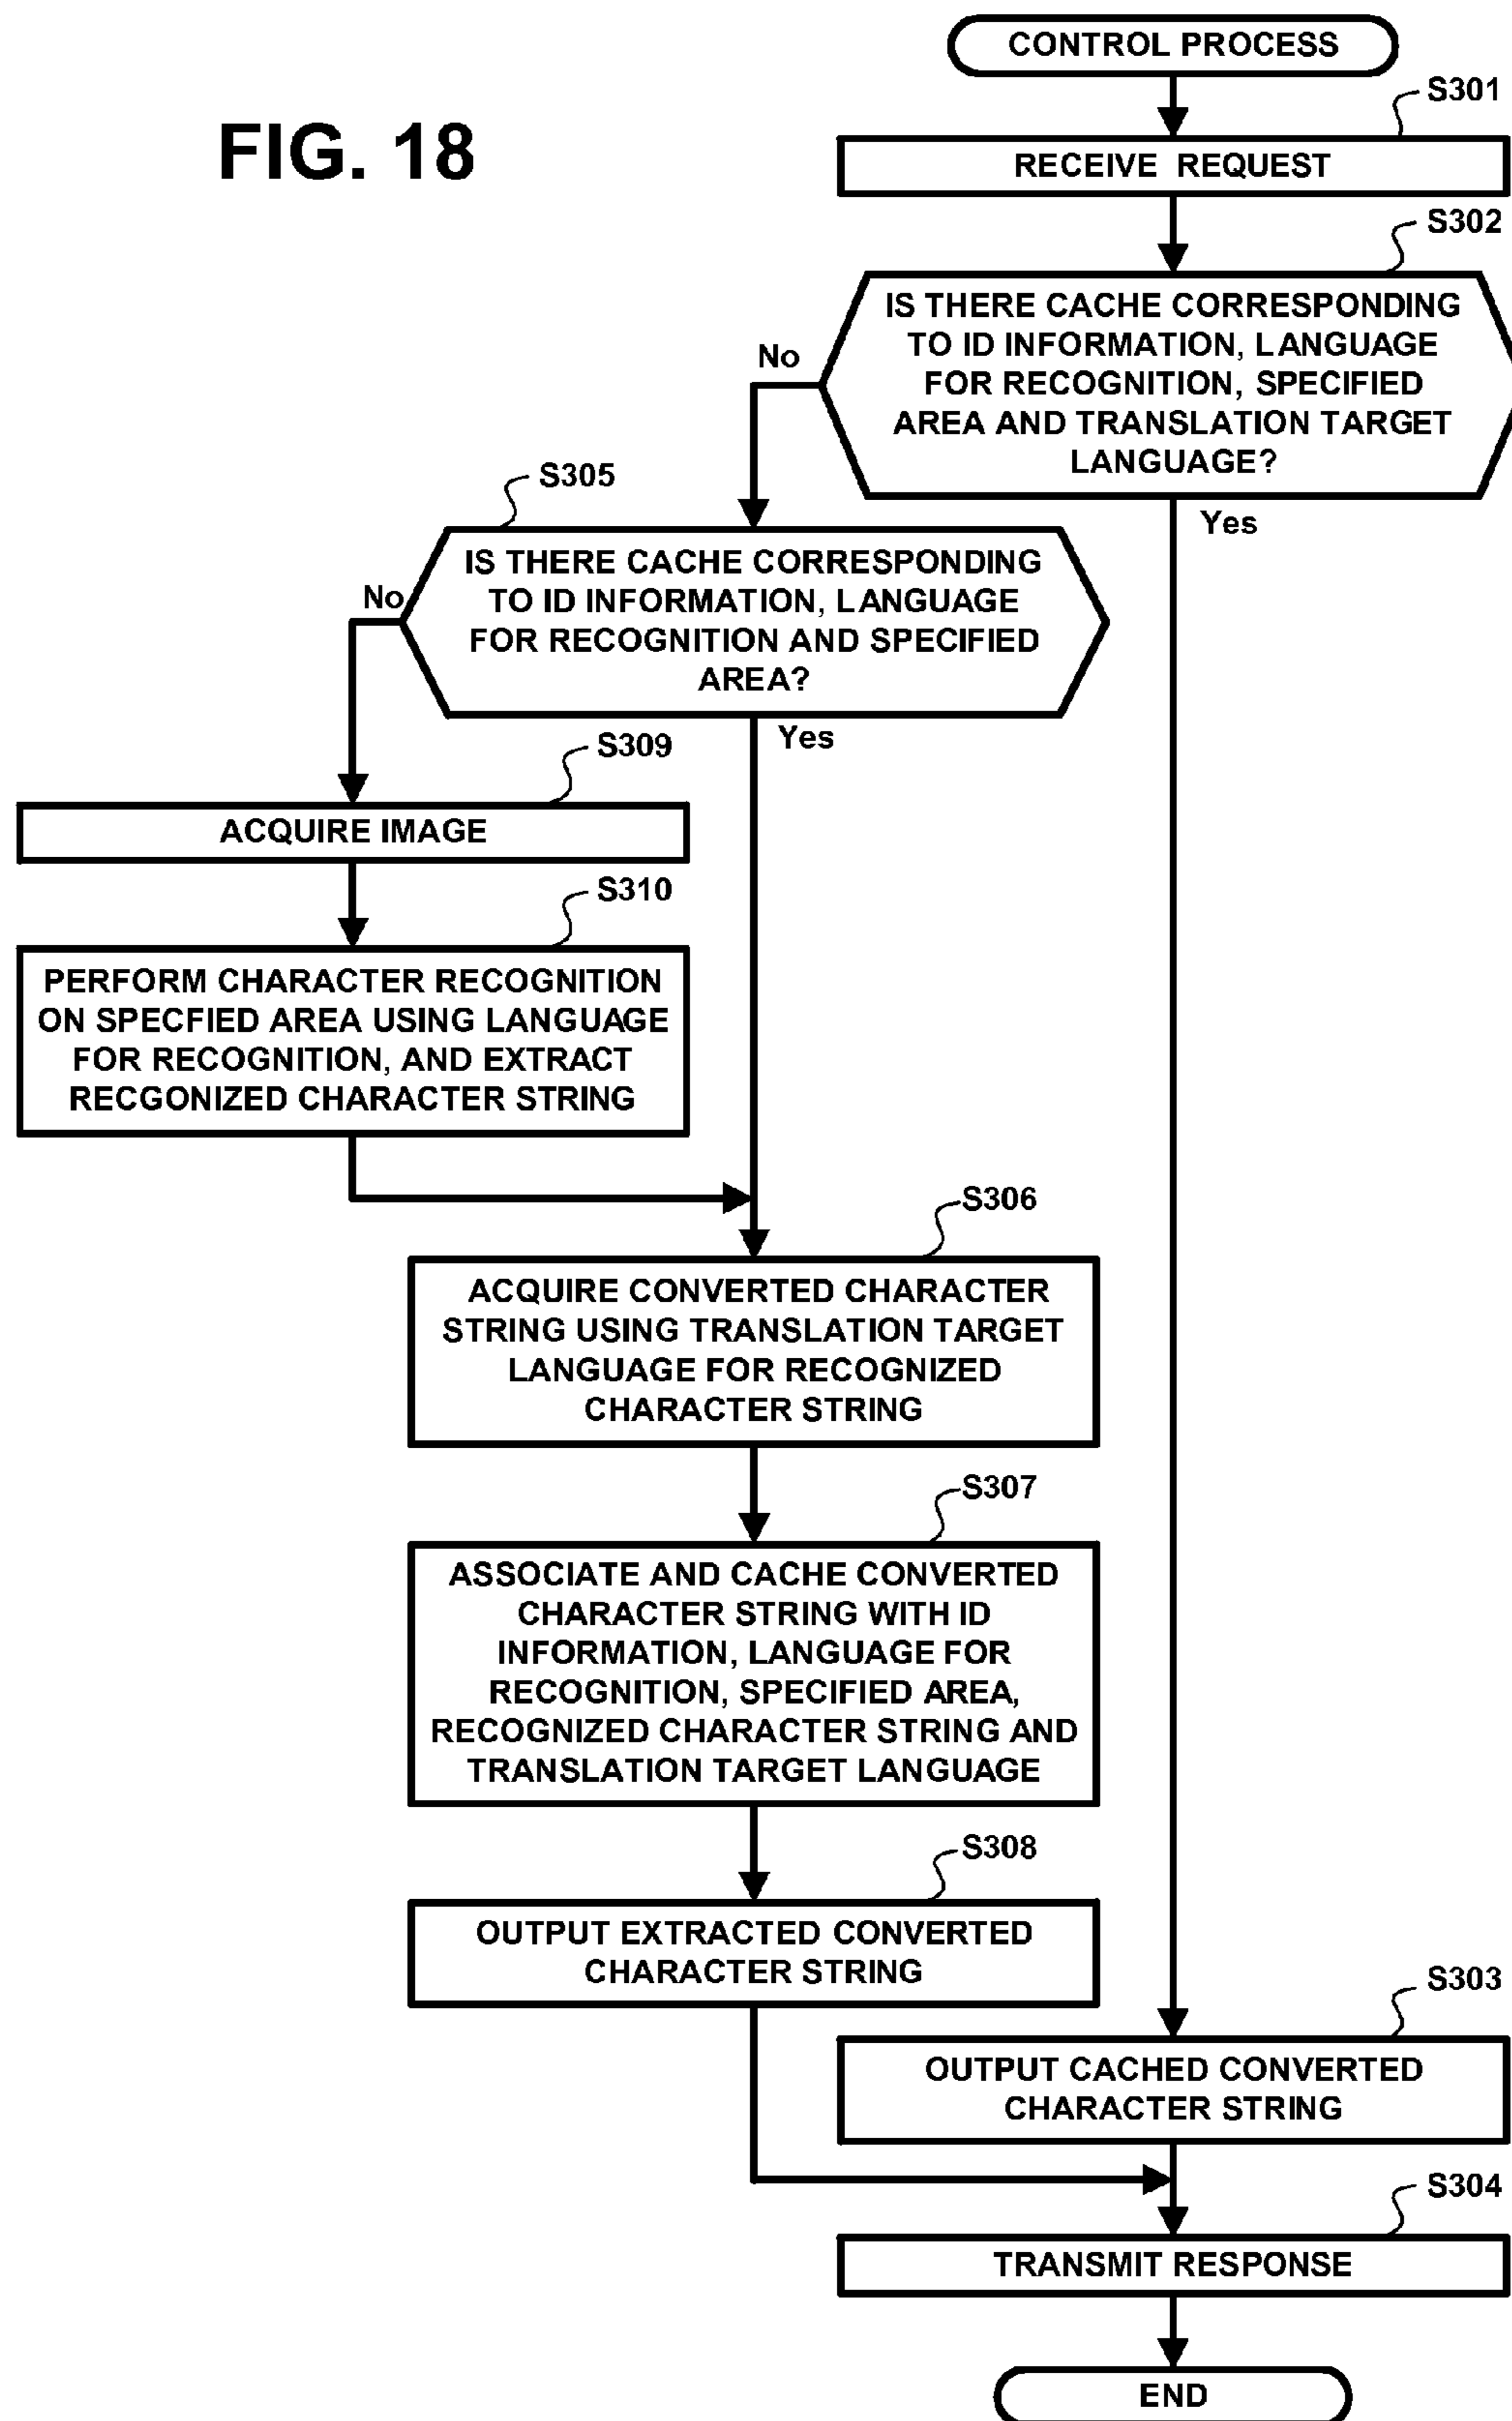 FIG. 18
CONTROL PROCESS
S301
RECEIVE REQUEST
S302
IS THERE CACHE CORRESPONDING
TO ID INFORMATION, LANGUAGE
FOR RECOGNITION, SPECIFIED
AREA AND TRANSLATION TARGET
LANGUAGE?
No
Yes
S305
IS THERE CACHE CORRESPONDING
TO ID INFORMATION, LANGUAGE
FOR RECOGNITION AND SPECIFIED
AREA?
No
Yes
S309
ACQUIRE IMAGE
S310
PERFORM CHARACTER RECOGNITION
ON SPECFIED AREA USING LANGUAGE
FOR RECOGNITION, AND EXTRACT
RECGONIZED CHARACTER STRING
S306
ACQUIRE CONVERTED CHARACTER
STRING USING TRANSLATION TARGET
LANGUAGE FOR RECOGNIZED
CHARACTER STRING
S307
ASSOCIATE AND CACHE CONVERTED
CHARACTER STRING WITH ID
INFORMATION, LANGUAGE FOR
RECOGNITION, SPECIFIED AREA,
RECOGNIZED CHARACTER STRING AND
TRANSLATION TARGET LANGUAGE
S308
OUTPUT EXTRACTED CONVERTED
CHARACTER STRING
S303
OUTPUT CACHED CONVERTED
CHARACTER STRING
S304
TRANSMIT RESPONSE
END